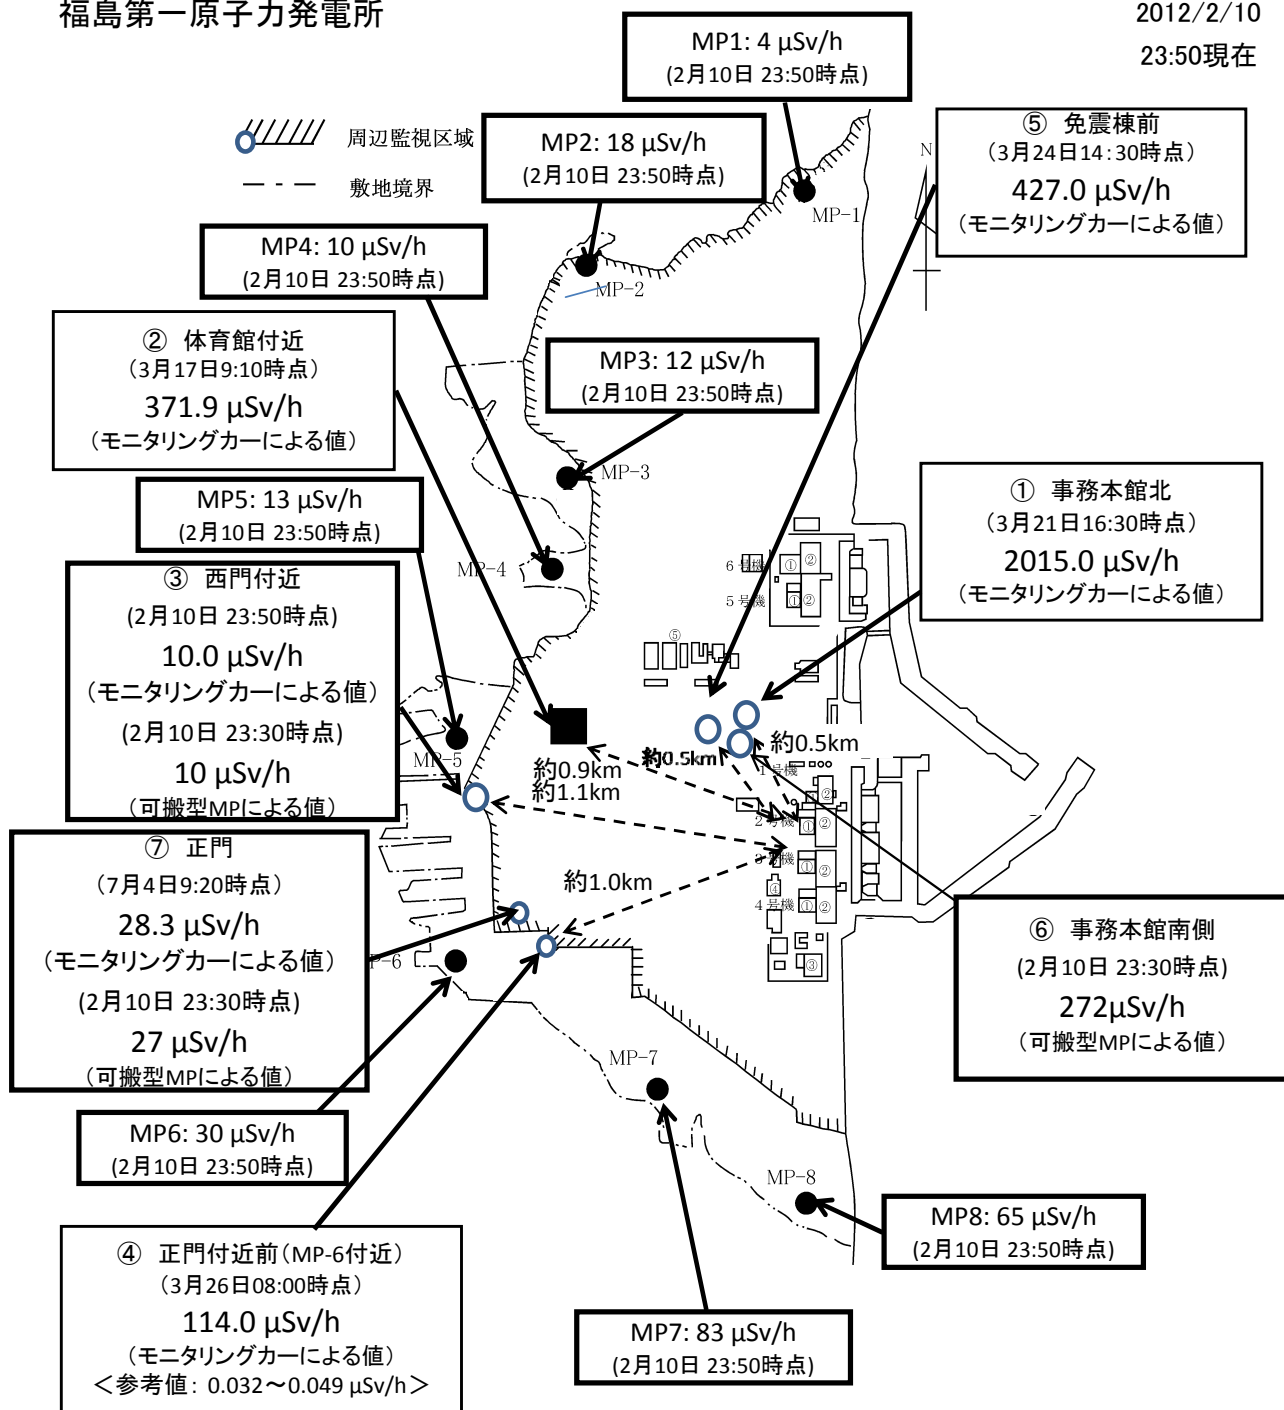 福島第一原子力発電所
2012/2/10
23:50現在
周辺監視区域
敷地境界
MP1: 4 μSv/h
(2月10日 23:50時点)
MP2: 18 μSv/h
(2月10日 23:50時点)
⑤ 免震棟前
(3月24日14:30時点)
427.0 μSv/h
(モニタリングカーによる値)
N
MP-1
MP4: 10 μSv/h
(2月10日 23:50時点)
MP-2
② 体育館付近
(3月17日9:10時点)
371.9 μSv/h
(モニタリングカーによる値)
MP3: 12 μSv/h
(2月10日 23:50時点)
MP-3
MP5: 13 μSv/h
(2月10日 23:50時点)
① 事務本館北
(3月21日16:30時点)
2015.0 μSv/h
(モニタリングカーによる値)
MP-4
6号機
①
②
5号機
①
②
③ 西門付近
(2月10日 23:50時点)
10.0 μSv/h
(モニタリングカーによる値)
(2月10日 23:30時点)
10 μSv/h
(可搬型MPによる値)
⑤
MP-5
約0.9km
約1.1km
約0.5km
約0.5km
1号機
②
2号機
①
②
3号機
①
②
④
4号機
①
②
③
約1.0km
⑦ 正門
(7月4日9:20時点)
28.3 μSv/h
(モニタリングカーによる値)
(2月10日 23:30時点)
27 μSv/h
(可搬型MPによる値)
P-6
⑥ 事務本館南側
(2月10日 23:30時点)
272μSv/h
(可搬型MPによる値)
MP-7
MP6: 30 μSv/h
(2月10日 23:50時点)
MP-8
MP8: 65 μSv/h
(2月10日 23:50時点)
④ 正門付近前(MP-6付近)
(3月26日08:00時点)
114.0 μSv/h
(モニタリングカーによる値)
<参考値: 0.032~0.049 μSv/h>
MP7: 83 μSv/h
(2月10日 23:50時点)